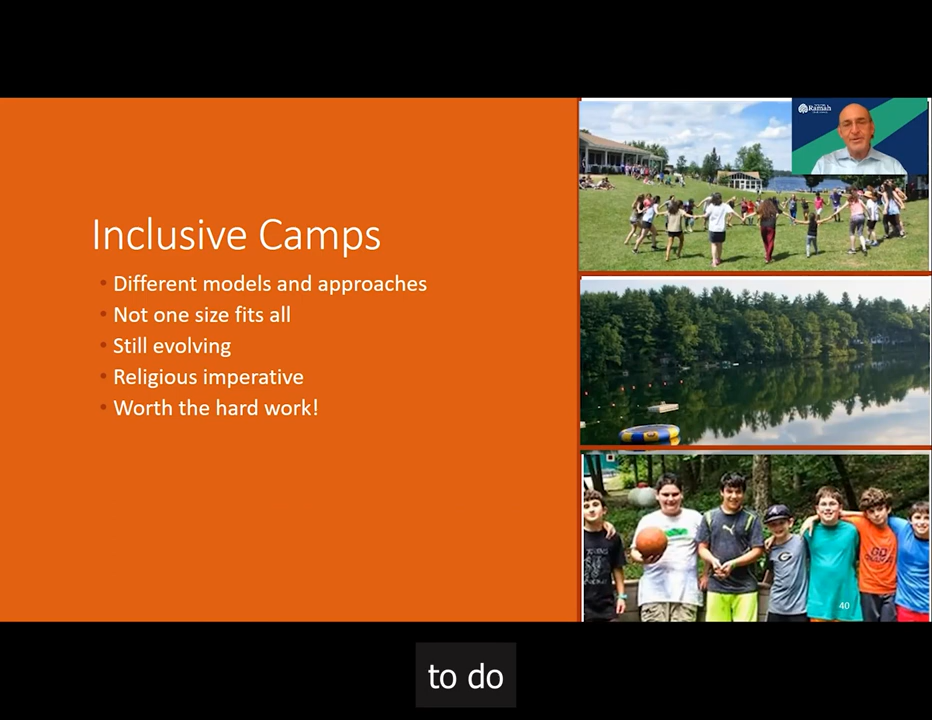 Inclusive Camps
• Different models and approaches
• Not one size fits all
• Still evolving
• Religious imperative
• Worth the hard work!
Ramah
GO
40
to do